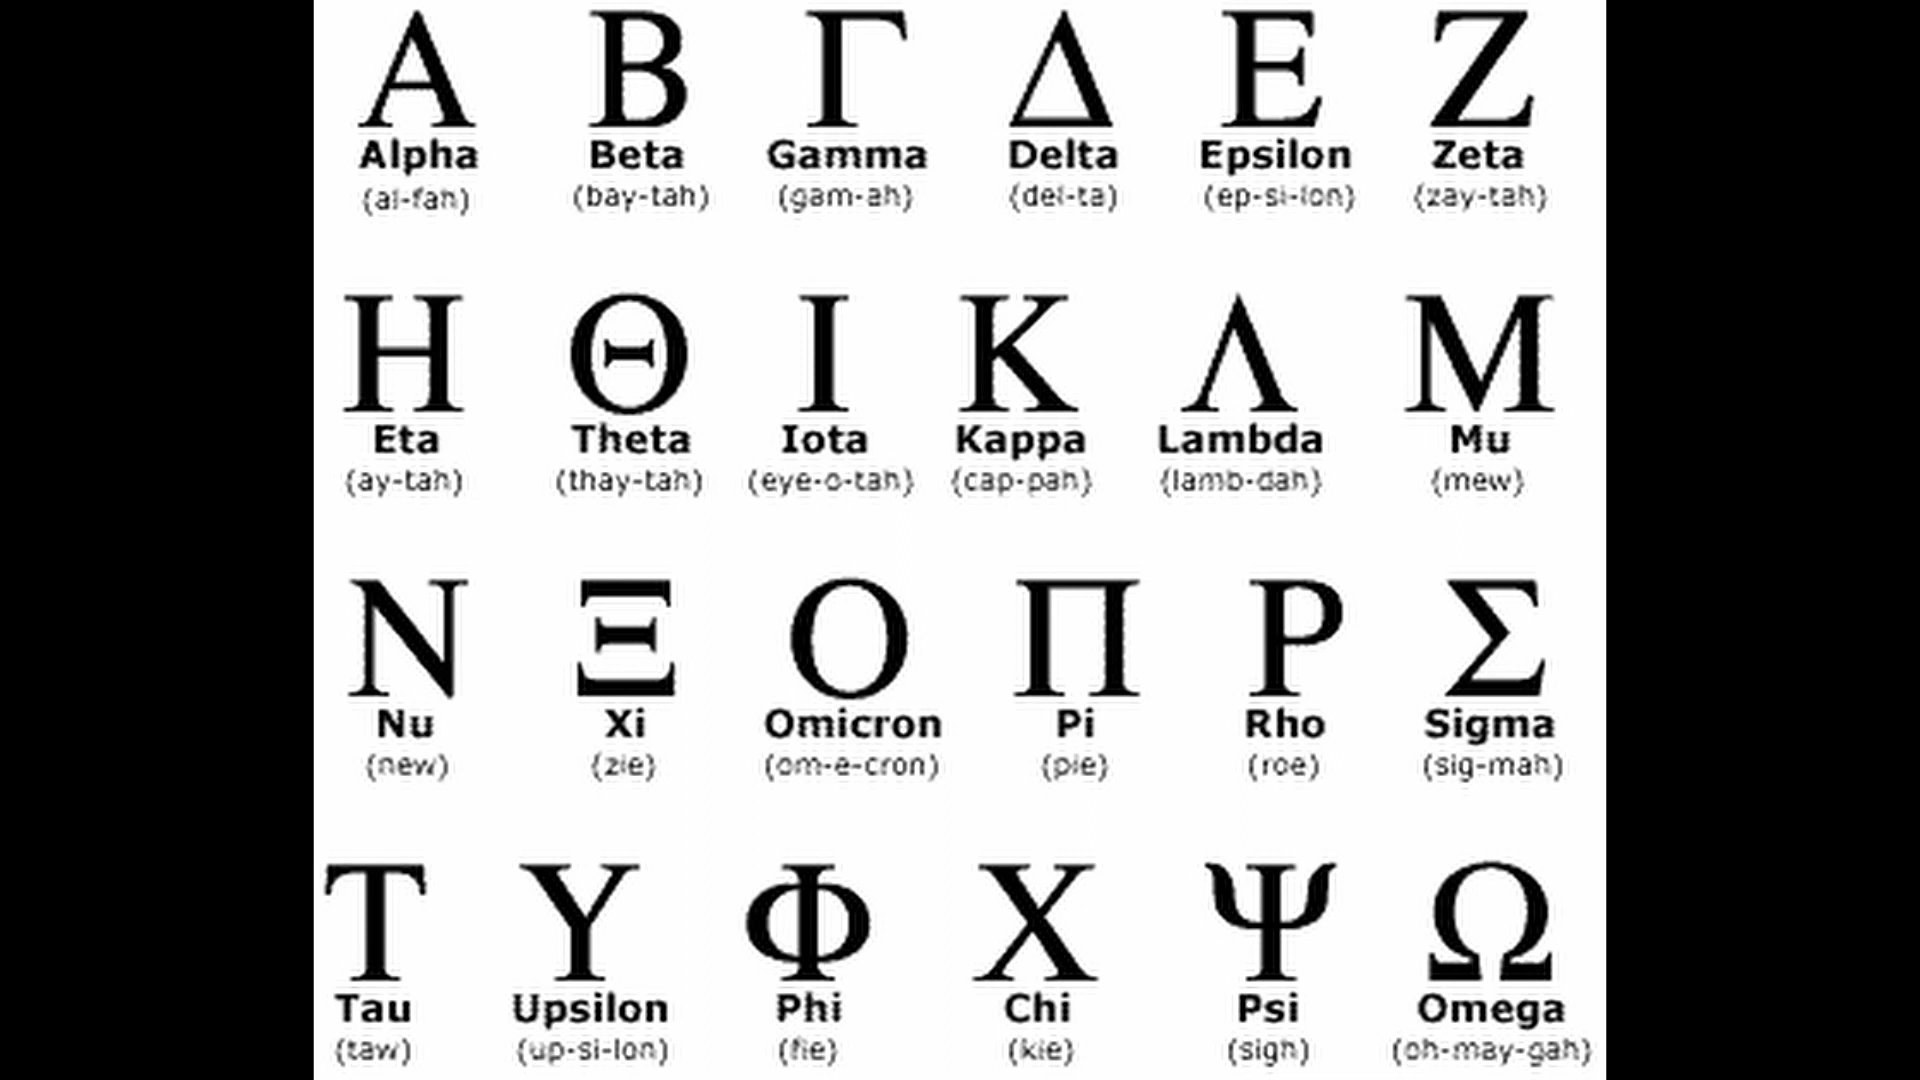 Α Β Γ Δ Ε Ζ
Alpha Beta Gamma Delta Epsilon Zeta
(al-fah) (bay-tah) (gam-ah) (del-ta) (ep-si-lon) (zay-tah)
Η Θ Ι Κ Λ Μ
Eta Theta Iota Kappa Lambda Mu
(ay-tah) (thay-tah) (eye-o-tah) (cap-pah) (lamb-dah) (mew)
Ν Ξ Ο Π Ρ Σ
Nu Xi Omicron Pi Rho Sigma
(new) (zie) (om-e-cron) (pie) (roe) (sig-mah)
Τ Υ Φ Χ Ψ Ω
Tau Upsilon Phi Chi Psi Omega
(taw) (up-si-lon) (fie) (kie) (sigh) (oh-may-gah)